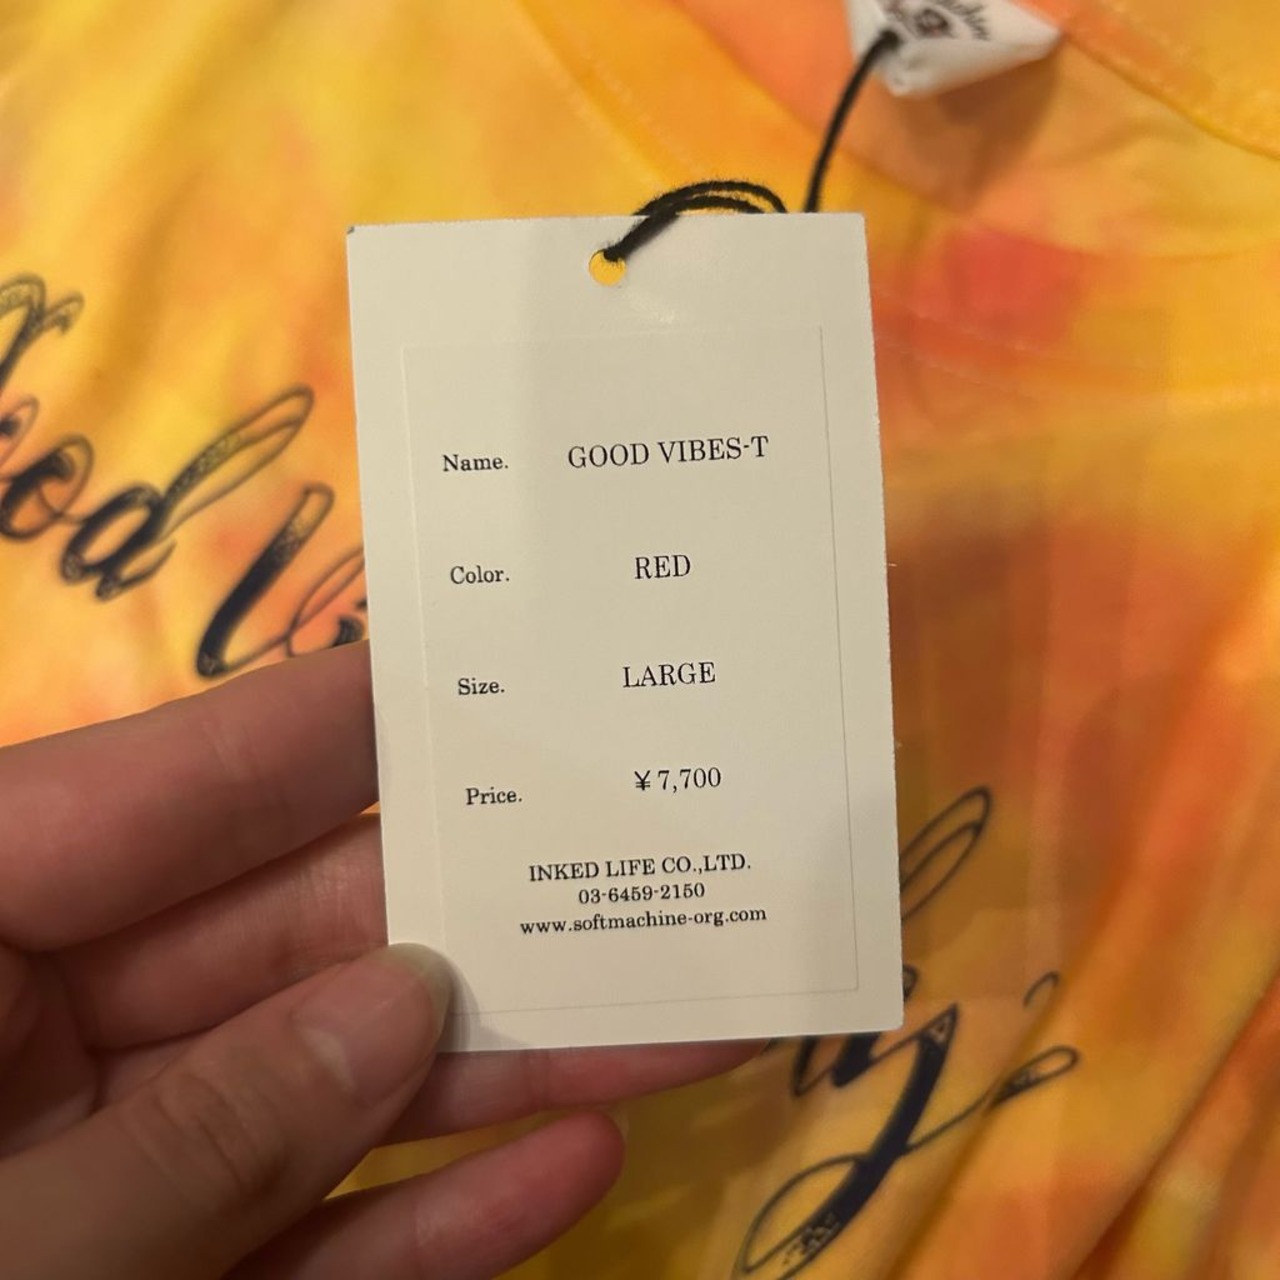 Name. GOOD VIBES-T
Color. RED
Size. LARGE
Price. ¥7,700
INKED LIFE CO.,LTD.
03-6459-2150
www.softmachine-org.com